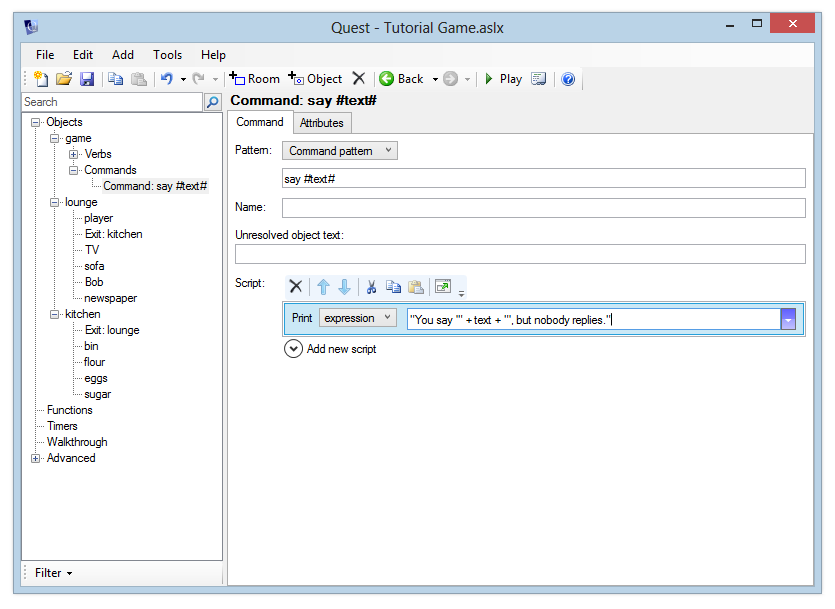 Quest - Tutorial Game.aslx
File Edit Add Tools Help
Room Object Back Play
Search
Objects
game
Verbs
Commands
Command: say #text#
lounge
player
Exit: kitchen
TV
sofa
Bob
newspaper
kitchen
Exit: lounge
bin
flour
eggs
sugar
Functions
Timers
Walkthrough
Advanced
Filter
Command: say #text#
Command Attributes
Pattern: Command pattern
say #text#
Name:
Unresolved object text:
Script:
Print expression "You say '" + text + "', but nobody replies."
Add new script